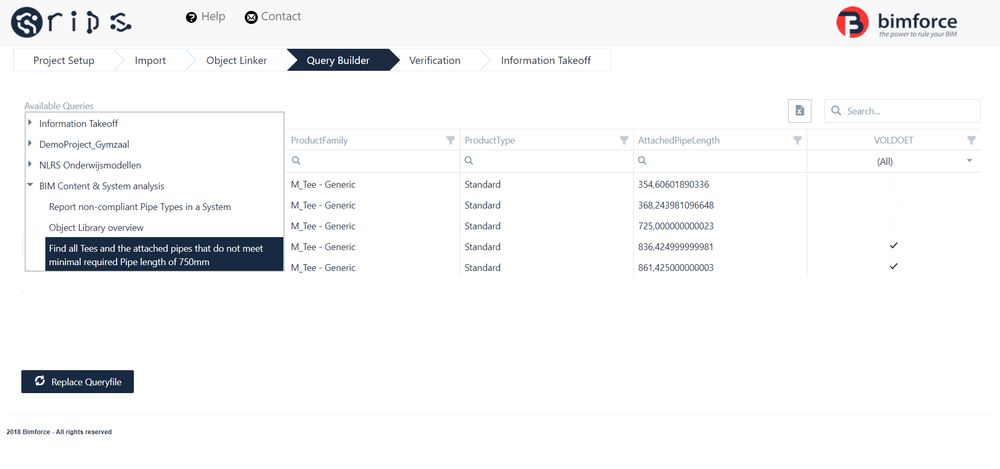 rips
Help
Contact
bimforce
the power to rule your BIM
Project Setup
Import
Object Linker
Query Builder
Verification
Information Takeoff
Available Queries
Search...
Information Takeoff
DemoProject_Gymzaal
NLRS Onderwijsmodellen
BIM Content & System analysis
Report non-compliant Pipe Types in a System
Object Library overview
Find all Tees and the attached pipes that do not meet
minimal required Pipe length of 750mm
ProductFamily ProductType AttachedPipeLength VOLDOET
(All)
M_Tee - Generic Standard 354,60601890336
M_Tee - Generic Standard 368,243981096648
M_Tee - Generic Standard 725,000000000023
M_Tee - Generic Standard 836,424999999981
M_Tee - Generic Standard 861,425000000003
Replace Queryfile
2018 Bimforce - All rights reserved